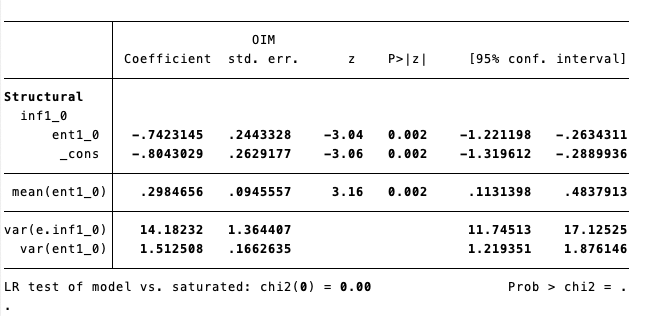 OIM
Coefficient std. err. z P>|z| [95% conf. interval]
Structural
inf1_0
ent1_0 -.7423145 .2443328 -3.04 0.002 -1.221198 -.2634311
_cons -.8043029 .2629177 -3.06 0.002 -1.319612 -.2889936
mean(ent1_0) .2984656 .0945557 3.16 0.002 .1131398 .4837913
var(e.inf1_0) 14.18232 1.364407 11.74513 17.12525
var(ent1_0) 1.512508 .1662635 1.219351 1.876146
LR test of model vs. saturated: chi2(0) = 0.00 Prob > chi2 = .
.